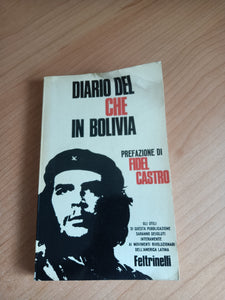 DIARIO DEL
CHE
IN BOLIVIA
PREFAZIONE DI
FIDEL
CASTRO
GLI UTILI
DI QUESTA PUBBLICAZIONE
SARANNO DEVOLUTI
INTERAMENTE
AI MOVIMENTI RIVOLUZIONARI
DELL'AMERICA LATINA
Feltrinelli